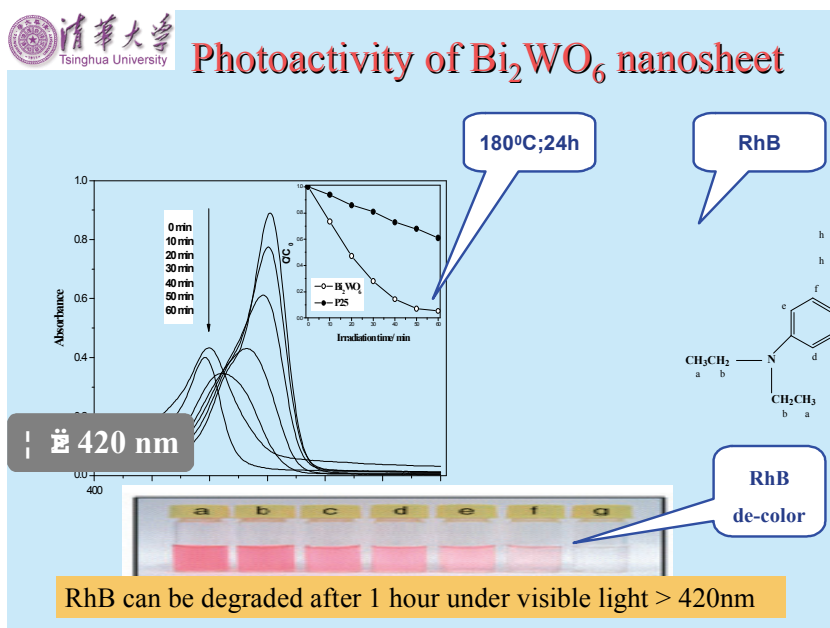 清華大学
Tsinghua University
Photoactivity of Bi₂WO₆ nanosheet
180⁰C;24h
RhB
1.0
0.8
0.6
0.4
0.0
400
Absorbance
0 min
10 min
20 min
30 min
40 min
50 min
60 min
1.0
0.8
0.6
0.4
0.2
0.0
C/C₀
Bi₂WO₆
P25
0 10 20 30 40 50 60
Irradiation time/ min
h
h
f
e
CH₃CH₂ N d
a b
CH₂CH₃
b a
420 nm
RhB
de-color
a b c d e f g
RhB can be degraded after 1 hour under visible light > 420nm